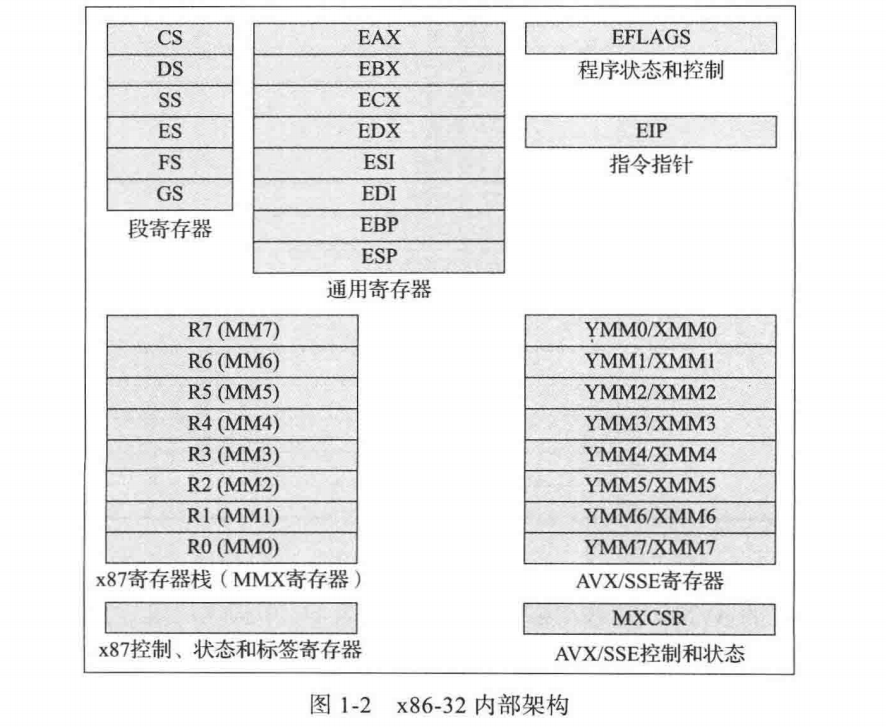 CS
DS
SS
ES
FS
GS
段寄存器
EAX
EBX
ECX
EDX
ESI
EDI
EBP
ESP
通用寄存器
EFLAGS
程序状态和控制
EIP
指令指针
R7 (MM7)
R6 (MM6)
R5 (MM5)
R4 (MM4)
R3 (MM3)
R2 (MM2)
R1 (MM1)
R0 (MM0)
x87寄存器栈（MMX寄存器）
x87控制、状态和标签寄存器
YMM0/XMM0
YMM1/XMM1
YMM2/XMM2
YMM3/XMM3
YMM4/XMM4
YMM5/XMM5
YMM6/XMM6
YMM7/XMM7
AVX/SSE寄存器
MXCSR
AVX/SSE控制和状态
图 1-2 x86-32 内部架构